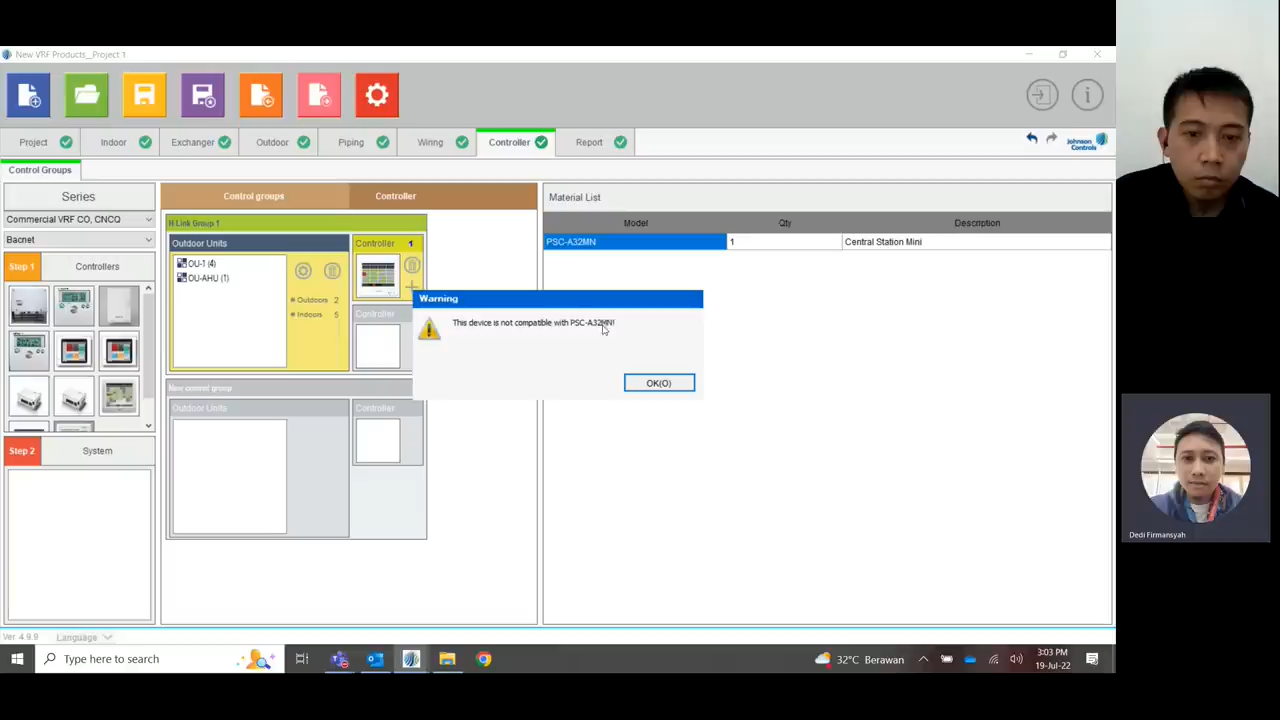 New VRF Products_Project 1
Project
Indoor
Exchanger
Outdoor
Piping
Wiring
Controller
Report
Johnson Controls
Control Groups
Series
Commercial VRF CO, CNCQ
Bacnet
Step 1
Controllers
Step 2
System
Control groups
Controller
H Link Group 1
Outdoor Units
Controller 1
OU-1 (4)
OU-AHU (1)
# Outdoors 2
# Indoors 5
Controller
New control group
Outdoor Units
Controller
Material List
Model
Qty
Description
PSC-A32MN
1
Central Station Mini
Warning
This device is not compatible with PSC-A32MN!
OK(O)
Ver. 4.9.9
Language
Type here to search
32°C Berawan
3:03 PM
19-Jul-22
Dedi Firmansyah